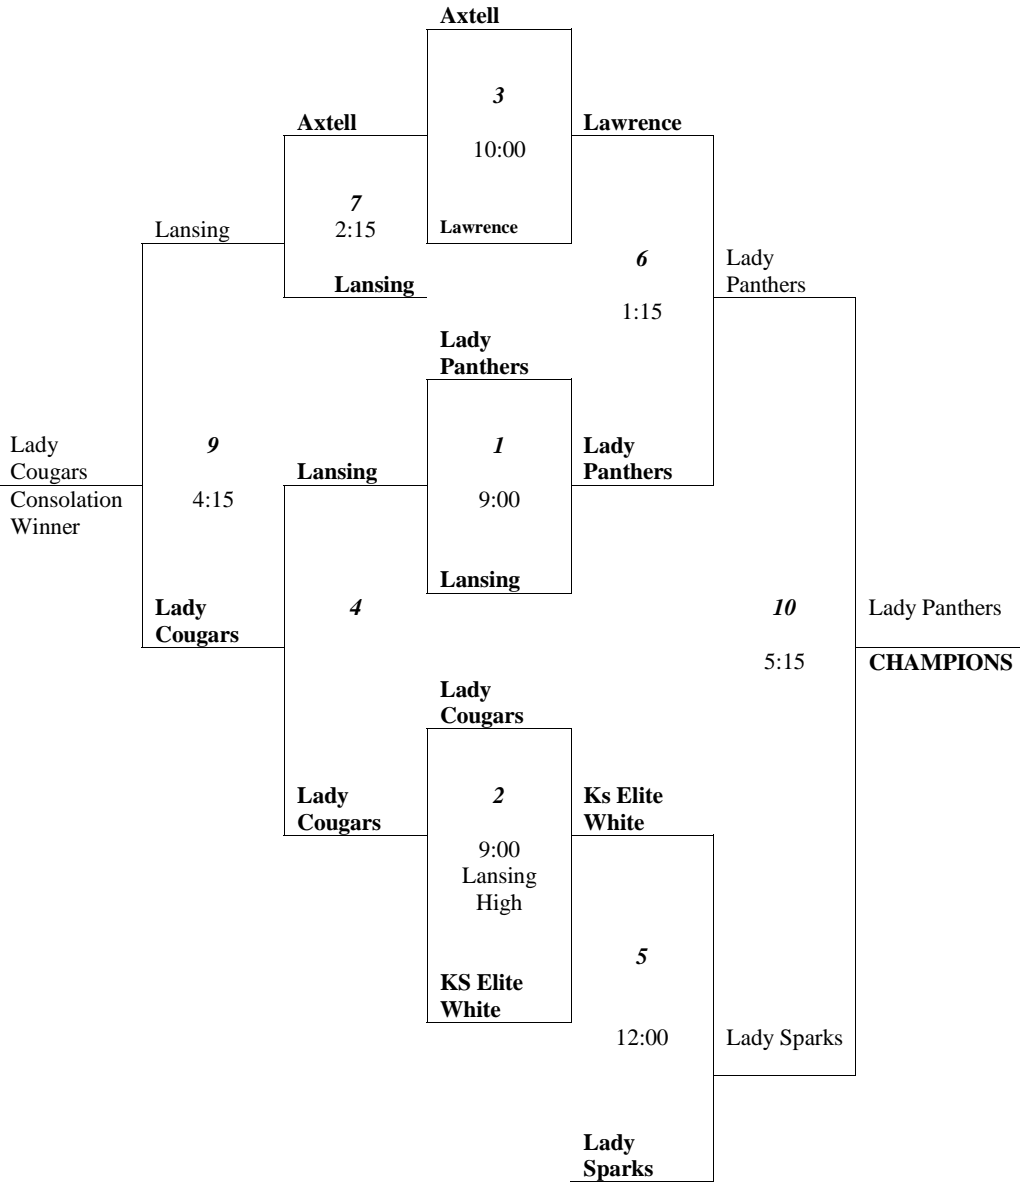 Axtell
3
Axtell
Lawrence
10:00
7
Lansing
2:15
Lawrence
6
Lady
Panthers
Lansing
1:15
Lady
Panthers
Lady
Cougars
9
Lansing
1
Lady
Panthers
Consolation
Winner
4:15
9:00
Lansing
Lady
Cougars
4
10
Lady Panthers
5:15
CHAMPIONS
Lady
Cougars
Lady
Cougars
2
Ks Elite
White
9:00
Lansing
High
5
KS Elite
White
12:00
Lady Sparks
Lady
Sparks